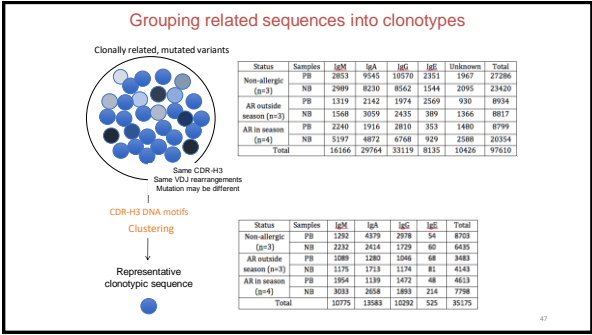 Grouping related sequences into clonotypes
Clonally related, mutated variants
Same CDR-H3
Same VDJ rearrangements
Mutation may be different
CDR-H3 DNA motifs
Clustering
Representative
clonotypic sequence
Status Samples IgM IgA IgG IgE Unknown Total
Non-allergic (n=3) PB 2853 9545 10570 2351 1967 27286
NB 2989 8230 8562 1544 2095 23420
AR outside season (n=3) PB 1319 2142 1974 2569 930 8934
NB 1568 3059 2435 389 1366 8817
AR in season (n=4) PB 2240 1916 2810 353 1480 8799
NB 5197 4872 6768 929 2588 20354
Total 16166 29764 33119 8135 10426 97610
Status Samples IgM IgA IgG IgE Total
Non-allergic (n=3) PB 1292 4379 2978 54 8703
NB 2232 2414 1729 60 6435
AR outside season (n=3) PB 1089 1280 1046 68 3483
NB 1175 1713 1174 81 4143
AR in season (n=4) PB 1954 1139 1472 48 4613
NB 3033 2658 1893 214 7798
Total 10775 13583 10292 525 35175
47